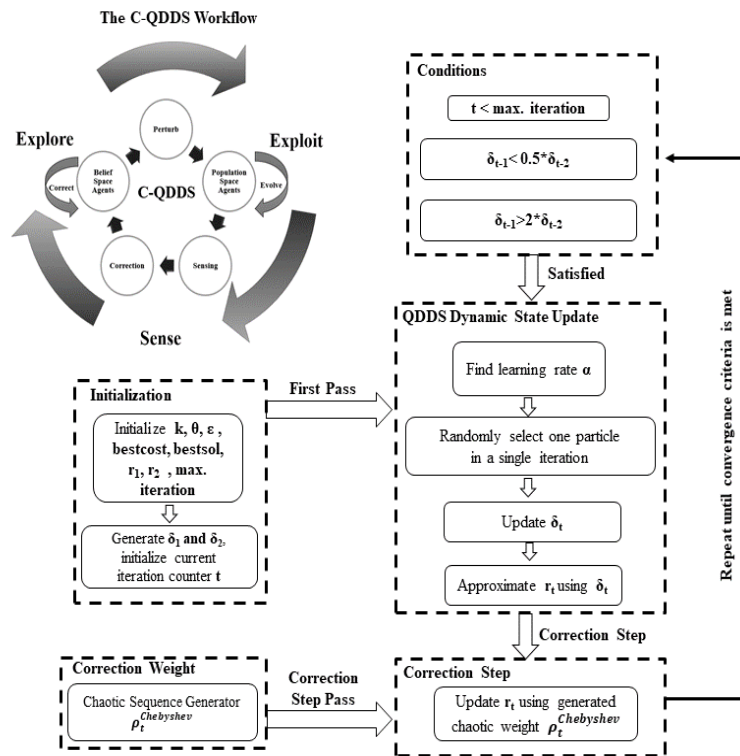 The C-QDDS Workflow
Explore
Exploit
Perturb
Belief
Space
Agents
Correct
C-QDDS
Population
Space
Agents
Evolve
Correction
Sensing
Sense
Conditions
t < max. iteration
δt-1< 0.5*δt-2
δt-1>2*δt-2
Satisfied
QDDS Dynamic State Update
Find learning rate α
Randomly select one particle
in a single iteration
Update δt
Approximate rt using δt
Initialization
Initialize k, θ, ε ,
bestcost, bestsol,
r1, r2 , max.
iteration
Generate δ1 and δ2,
initialize current
iteration counter t
First Pass
Correction Step
Correction Weight
Chaotic Sequence Generator
ρt^Chebyshev
Correction
Step Pass
Correction Step
Update rt using generated
chaotic weight ρt^Chebyshev
Repeat until convergence criteria is met